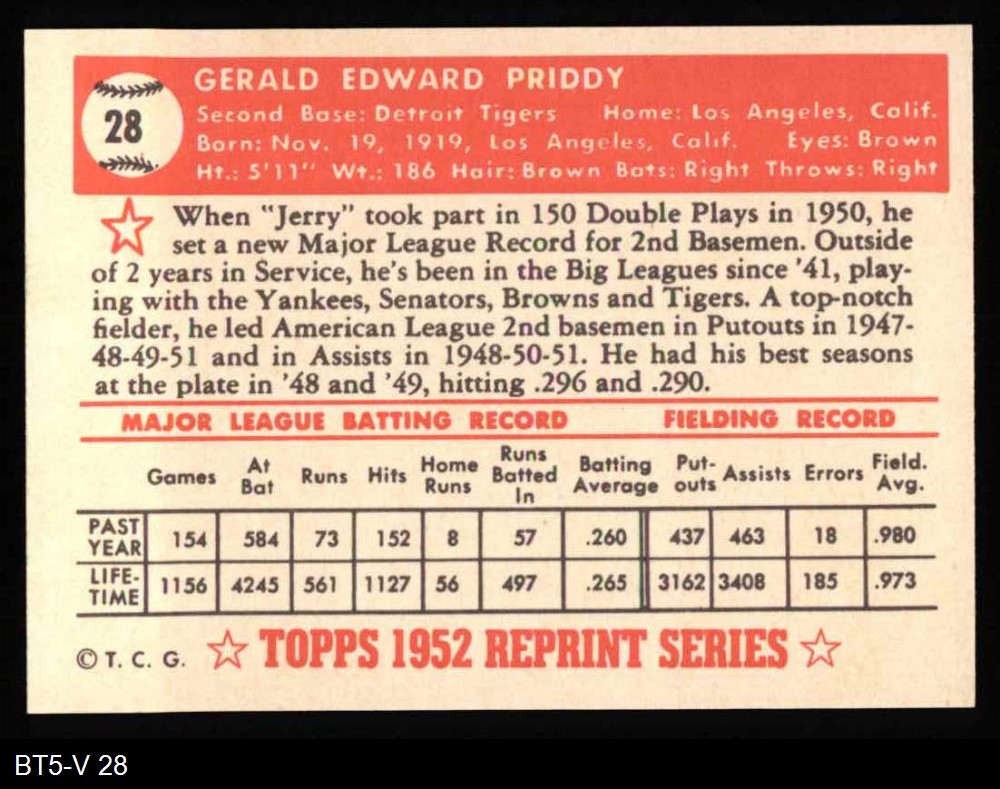 28
GERALD EDWARD PRIDDY
Second Base: Detroit Tigers Home: Los Angeles, Calif.
Born: Nov. 19, 1919, Los Angeles, Calif. Eyes: Brown
Ht.: 5'11" Wt.: 186 Hair: Brown Bats: Right Throws: Right
When "Jerry" took part in 150 Double Plays in 1950, he
set a new Major League Record for 2nd Basemen. Outside
of 2 years in Service, he's been in the Big Leagues since '41, play-
ing with the Yankees, Senators, Browns and Tigers. A top-notch
fielder, he led American League 2nd basemen in Putouts in 1947-
48-49-51 and in Assists in 1948-50-51. He had his best seasons
at the plate in '48 and '49, hitting .296 and .290.
MAJOR LEAGUE BATTING RECORD FIELDING RECORD
Games At Bat Runs Hits Home Runs Runs Batted In Batting Average Put-outs Assists Errors Field. Avg.
PAST YEAR 154 584 73 152 8 57 .260 437 463 18 .980
LIFE-TIME 1156 4245 561 1127 56 497 .265 3162 3408 185 .973
© T. C. G. TOPPS 1952 REPRINT SERIES
BT5-V 28